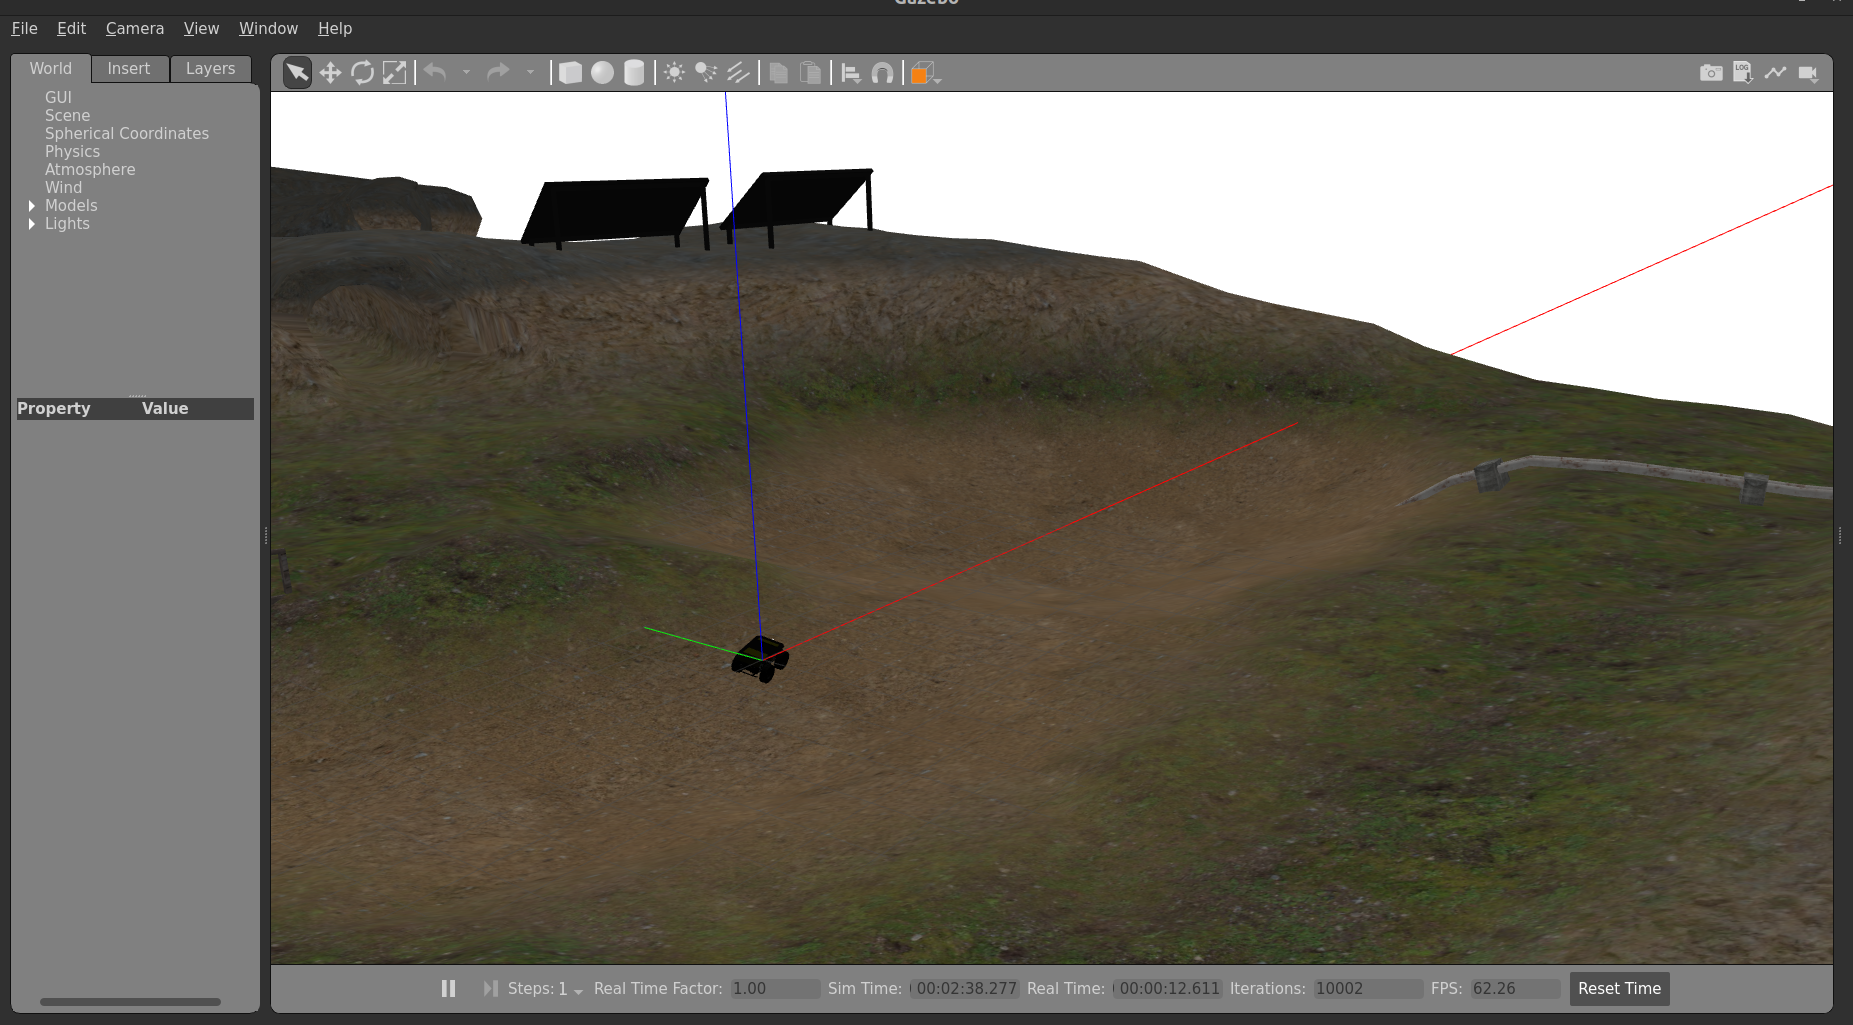 Gazebo
File Edit Camera View Window Help
World Insert Layers
LOG
GUI
Scene
Spherical Coordinates
Physics
Atmosphere
Wind
Models
Lights
Property Value
Steps: 1 Real Time Factor: 1.00 Sim Time: 00:02:38.277 Real Time: 00:00:12.611 Iterations: 10002 FPS: 62.26 Reset Time